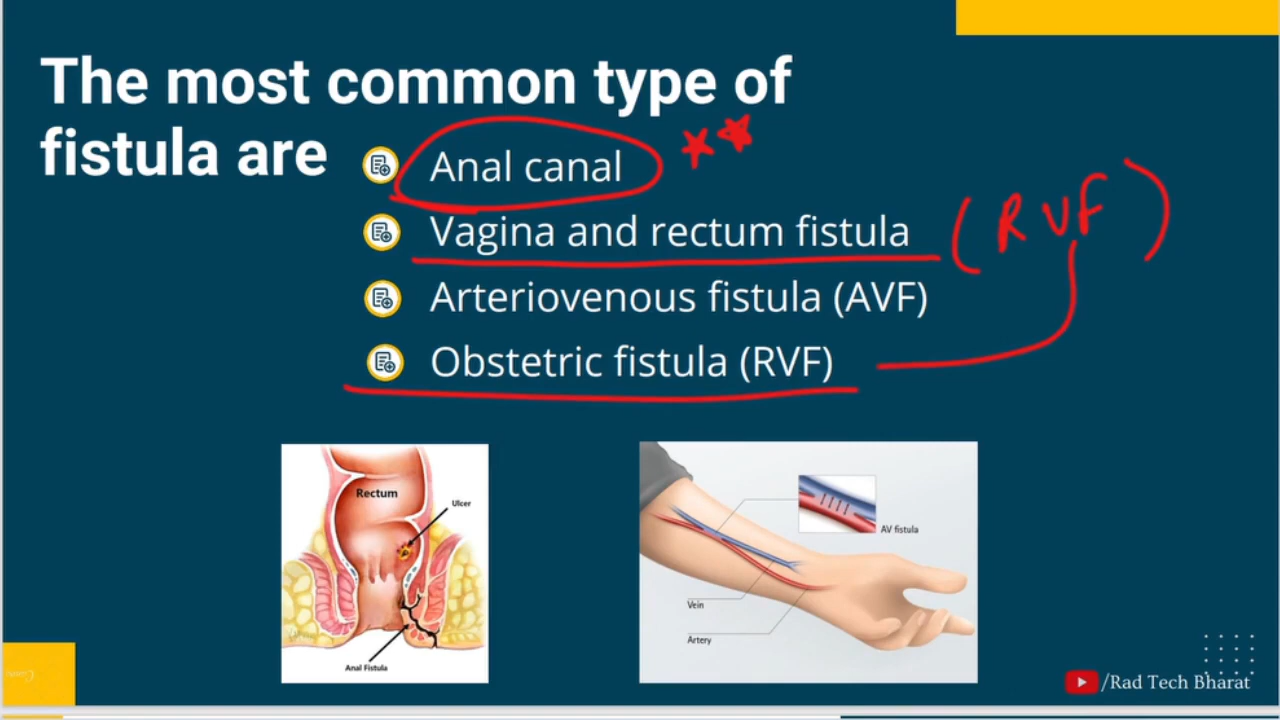 The most common type of
fistula are
Anal canal
Vagina and rectum fistula
(RVF)
Arteriovenous fistula (AVF)
Obstetric fistula (RVF)
Rectum
Ulcer
Anal Fistula
AV fistula
Vein
Artery
/Rad Tech Bharat